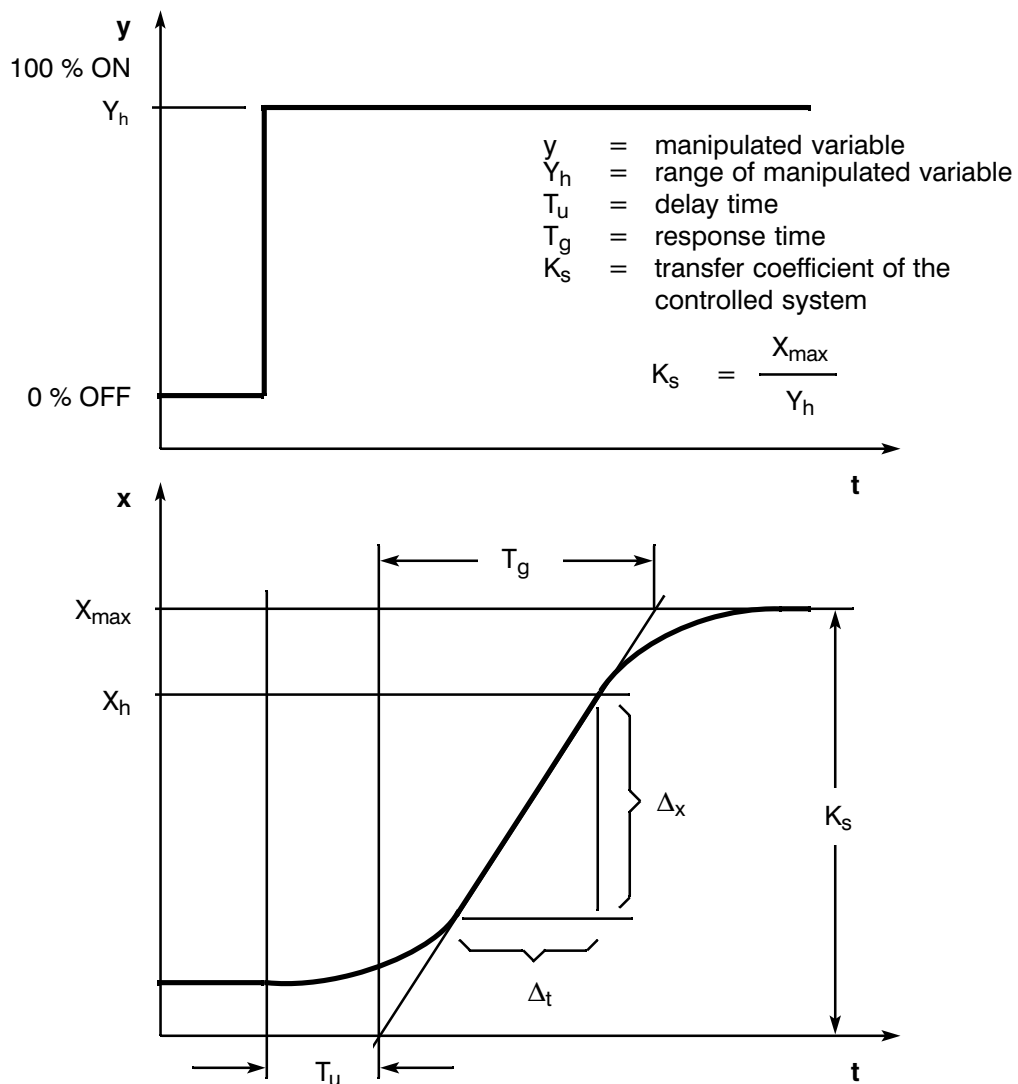 y
100 % ON
Yh
y = manipulated variable
Yh = range of manipulated variable
Tu = delay time
Tg = response time
Ks = transfer coefficient of the
controlled system
Ks = Xmax
Yh
0 % OFF
t
x
Tg
Xmax
Xh
Δx
Ks
Δt
Tu
t